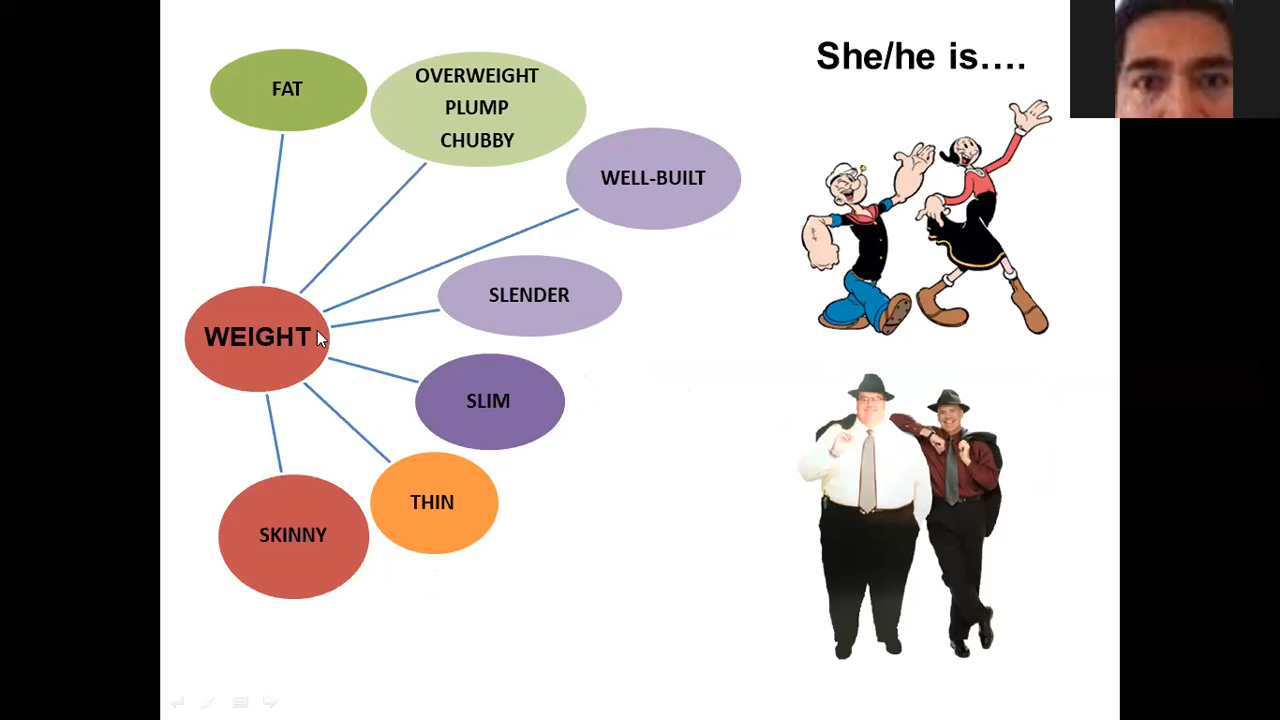 She/he is….
FAT
OVERWEIGHT
PLUMP
CHUBBY
WELL-BUILT
SLENDER
WEIGHT
SLIM
THIN
SKINNY